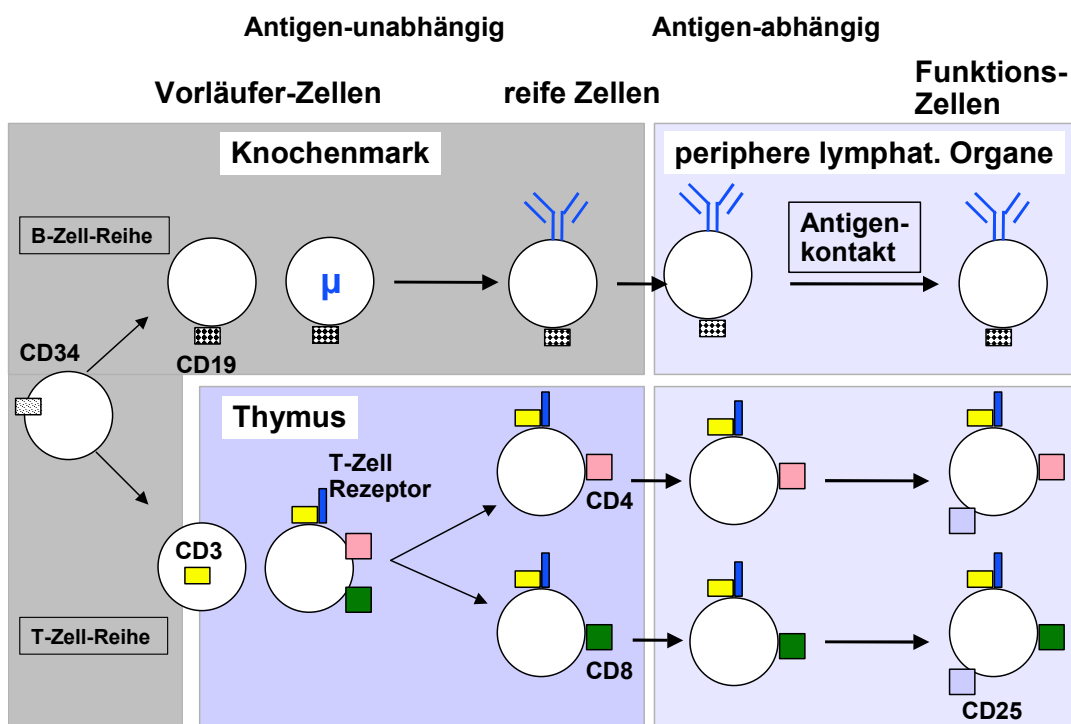 Antigen-unabhängig
Antigen-abhängig
Vorläufer-Zellen
reife Zellen
Funktions-
Zellen
Knochenmark
periphere lymphat. Organe
B-Zell-Reihe
µ
Antigen-
kontakt
CD34
CD19
Thymus
T-Zell
Rezeptor
CD4
CD3
T-Zell-Reihe
CD8
CD25